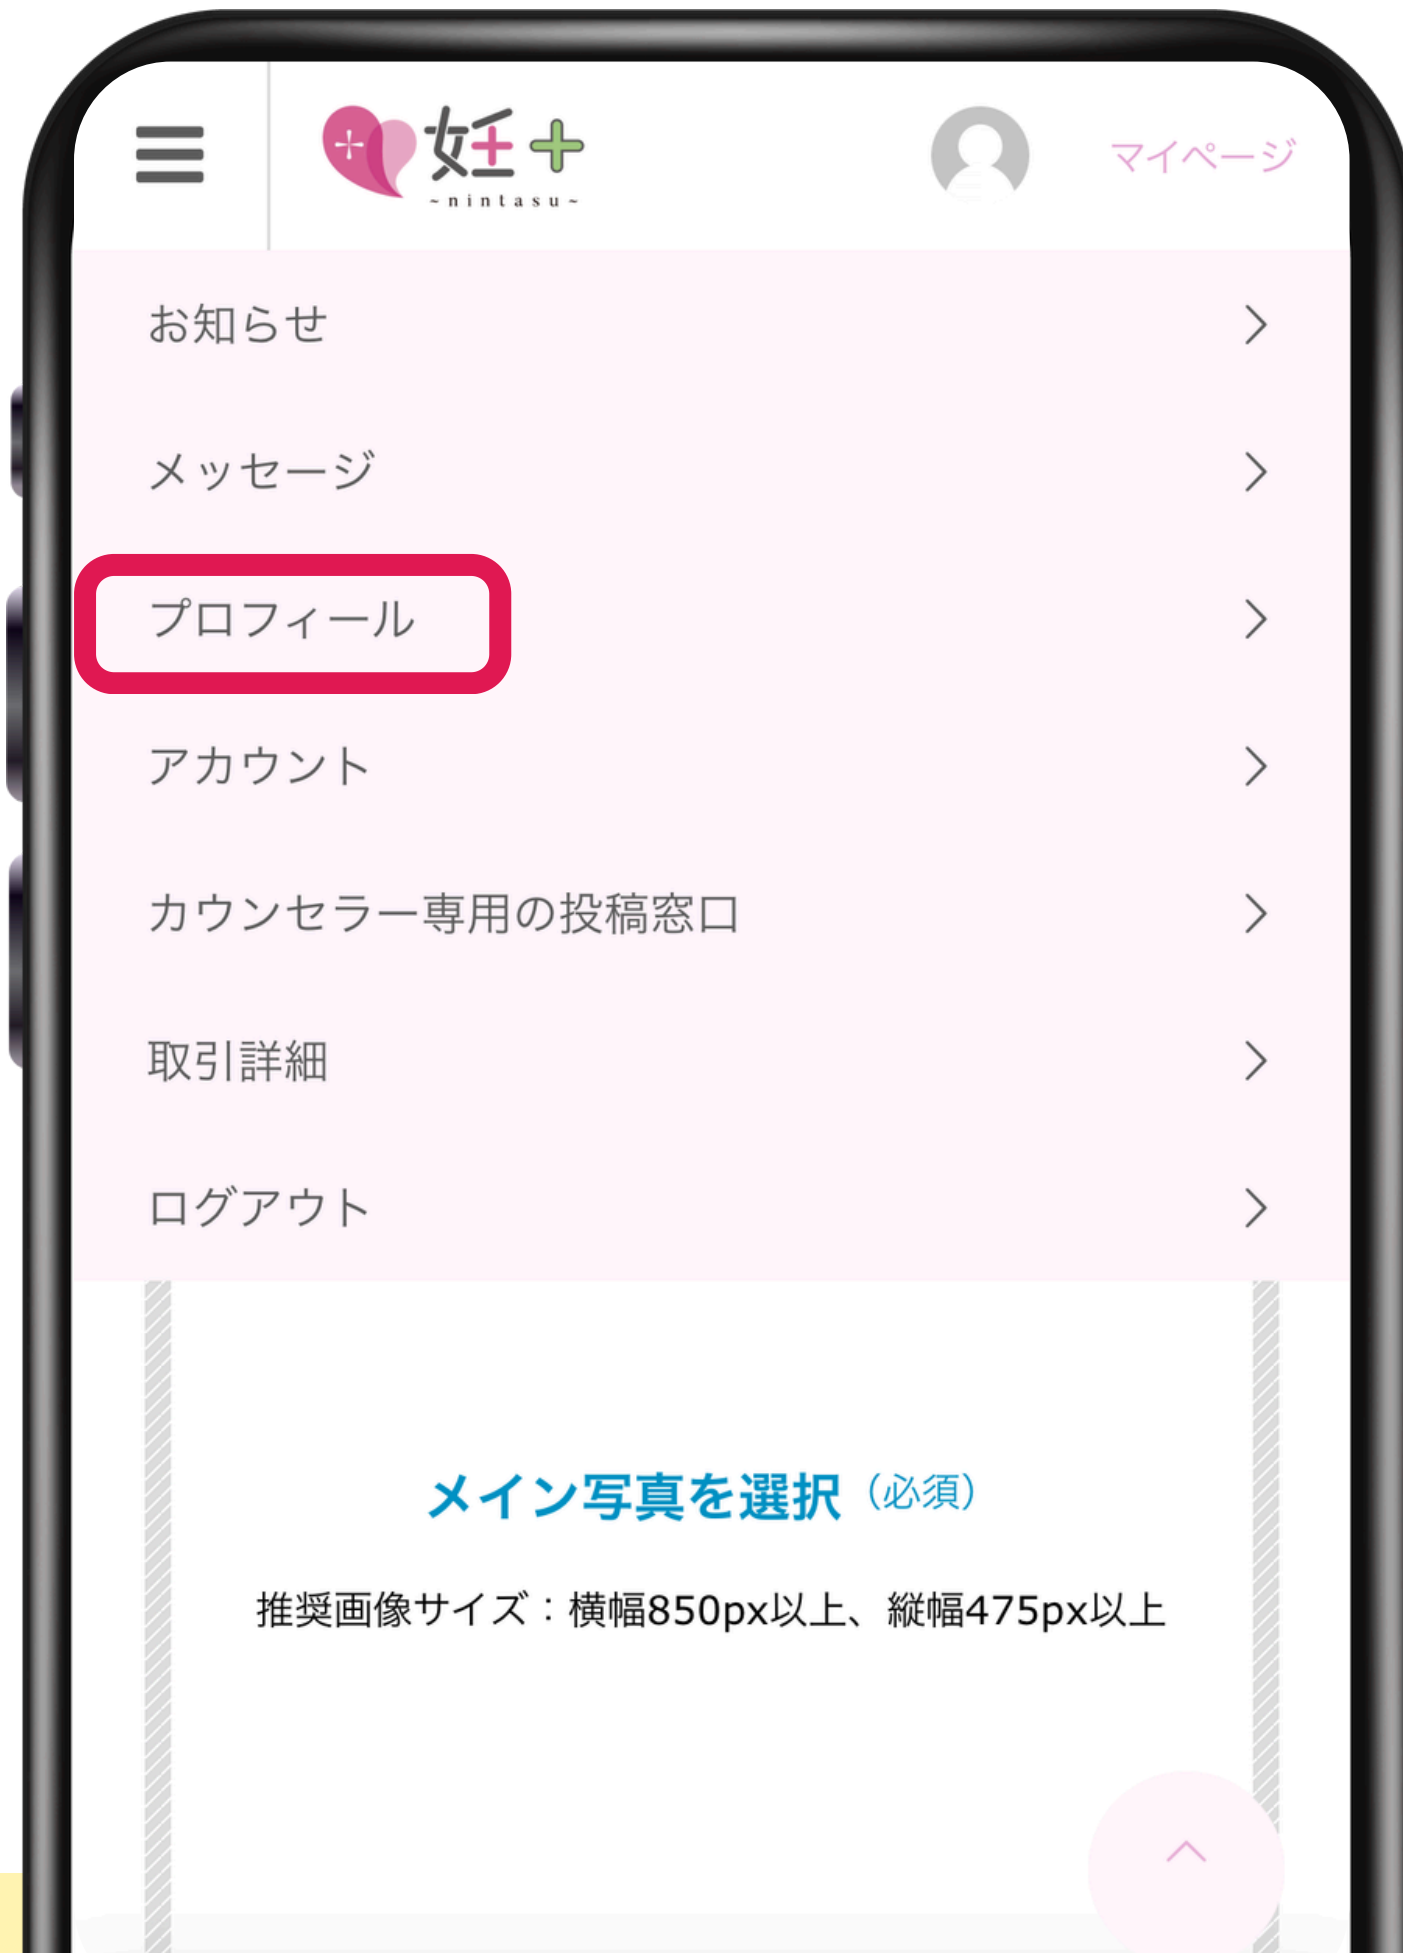 妊+
~nintasu~
マイページ
お知らせ
メッセージ
プロフィール
アカウント
カウンセラー専用の投稿窓口
取引詳細
ログアウト
メイン写真を選択（必須）
推奨画像サイズ：横幅850px以上、縦幅475px以上